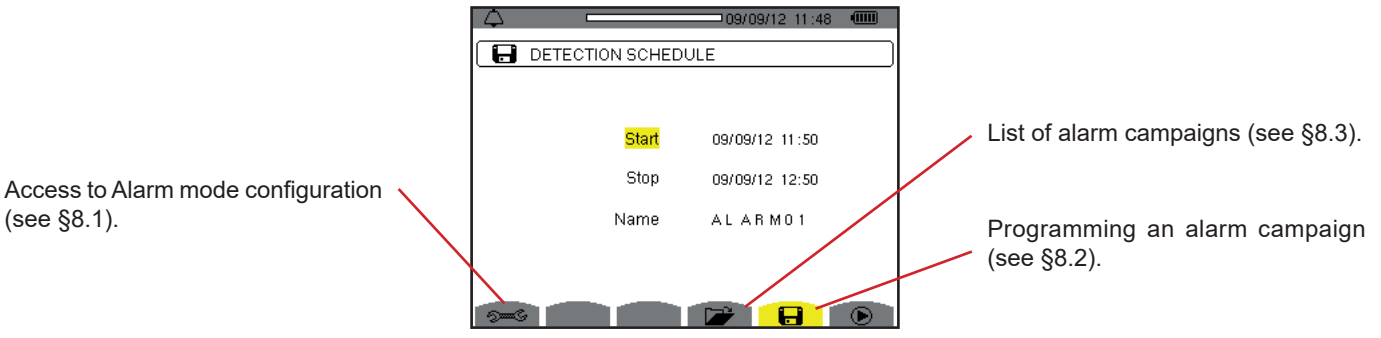 09/09/12 11:48
DETECTION SCHEDULE
Start 09/09/12 11:50
Stop 09/09/12 12:50
Name ALARM01
Access to Alarm mode configuration
(see §8.1).
List of alarm campaigns (see §8.3).
Programming an alarm campaign
(see §8.2).